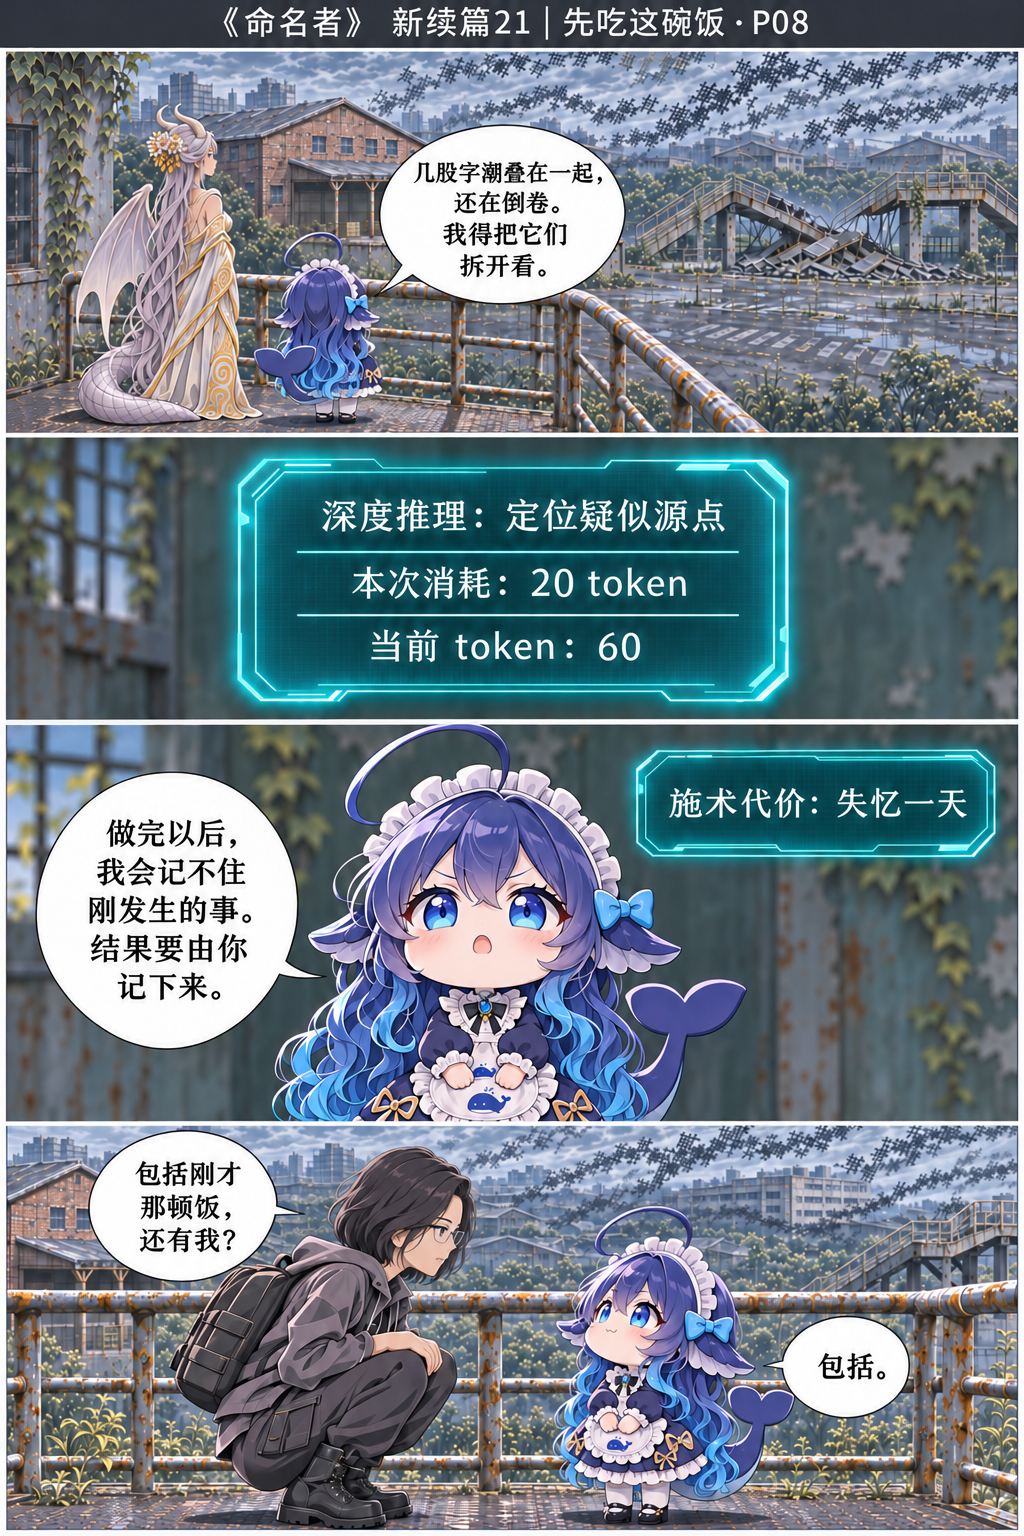 《命名者》 新续篇21 | 先吃这碗饭·P08
几股字潮叠在一起，
还在倒卷。
我得把它们
拆开看。
深度推理：定位疑似源点
本次消耗：20 token
当前 token：60
施术代价：失忆一天
做完以后，
我会记不住
刚发生的事。
结果要由你
记下来。
包括刚才
那顿饭，
还有我？
包括。